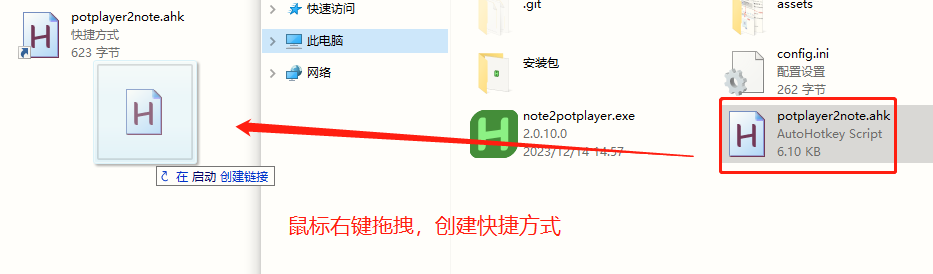 potplayer2note.ahk
快捷方式
623 字节
在 启动 创建链接
快速访问
此电脑
网络
.git
assets
安装包
config.ini
配置设置
262 字节
note2potplayer.exe
2.0.10.0
2023/12/14 14:57
potplayer2note.ahk
AutoHotkey Script
6.10 KB
鼠标右键拖拽，创建快捷方式